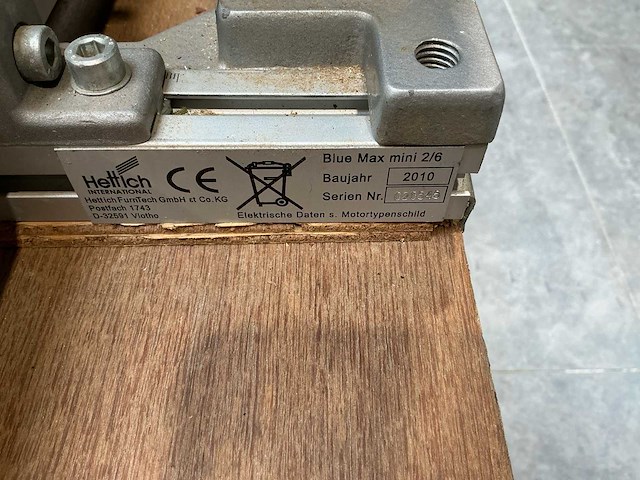 Hettich
INTERNATIONAL
Hettich FurnTech GmbH et Co.KG
Postfach 1743
D-32591 Vlotho
CE
Blue Max mini 2/6
Baujahr 2010
Serien Nr.
Elektrische Daten s. Motortypenschild